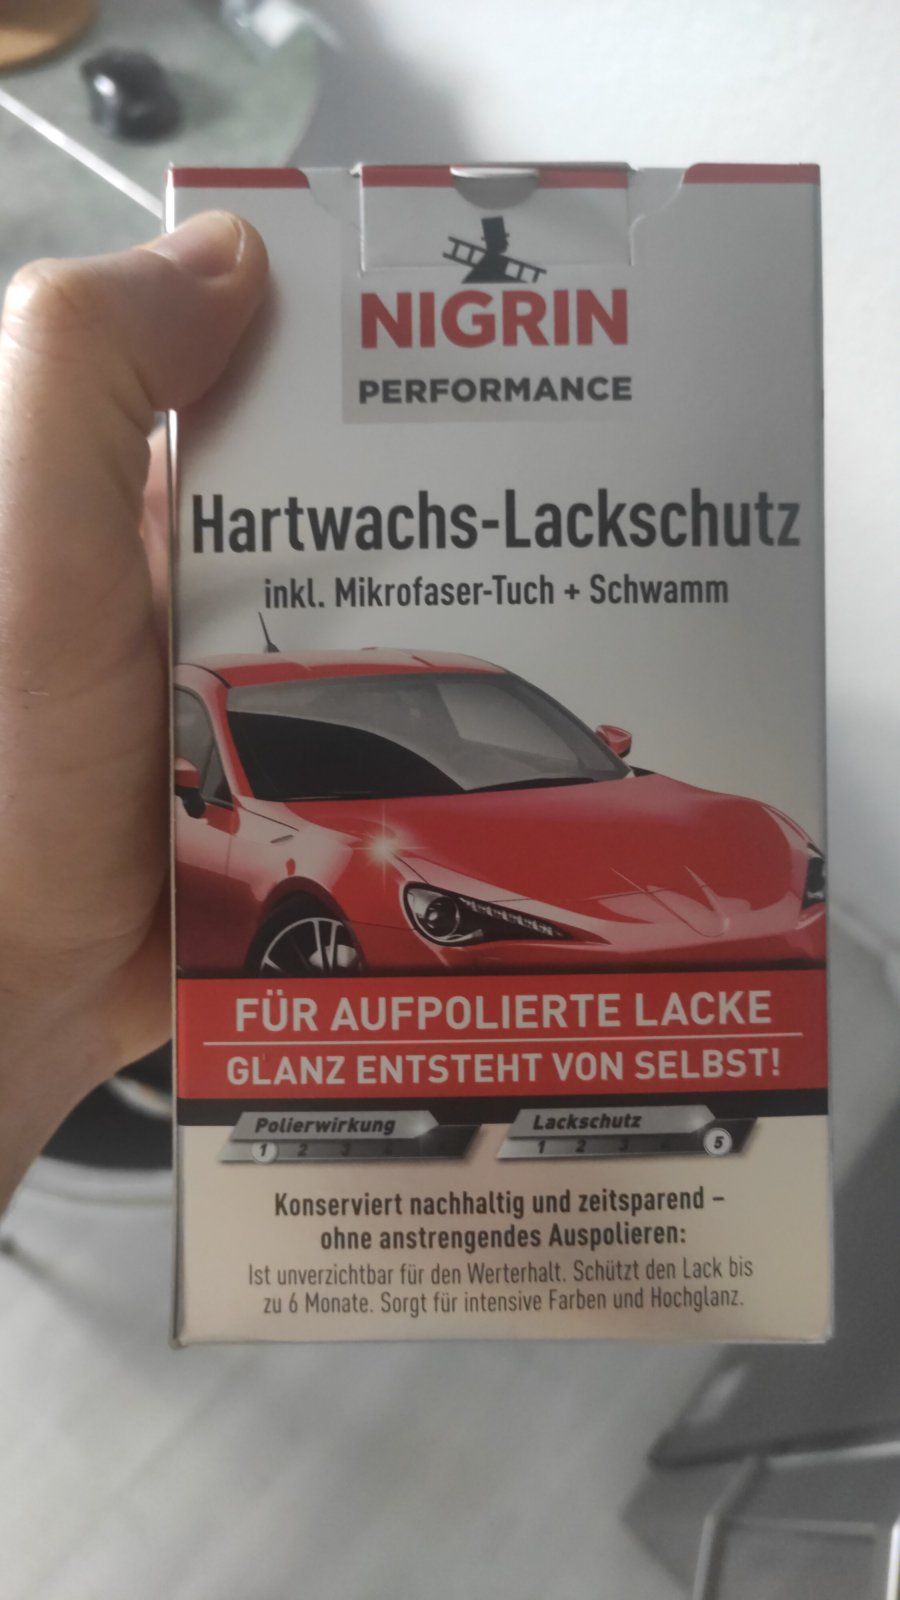 NIGRIN
PERFORMANCE
Hartwachs-Lackschutz
inkl. Mikrofaser-Tuch + Schwamm
FÜR AUFPOLIERTE LACKE
GLANZ ENTSTEHT VON SELBST!
Polierwirkung
1 2 3 4
Lackschutz
1 2 3 4 5
Konserviert nachhaltig und zeitsparend –
ohne anstrengendes Auspolieren:
Ist unverzichtbar für den Werterhalt. Schützt den Lack bis
zu 6 Monate. Sorgt für intensive Farben und Hochglanz.